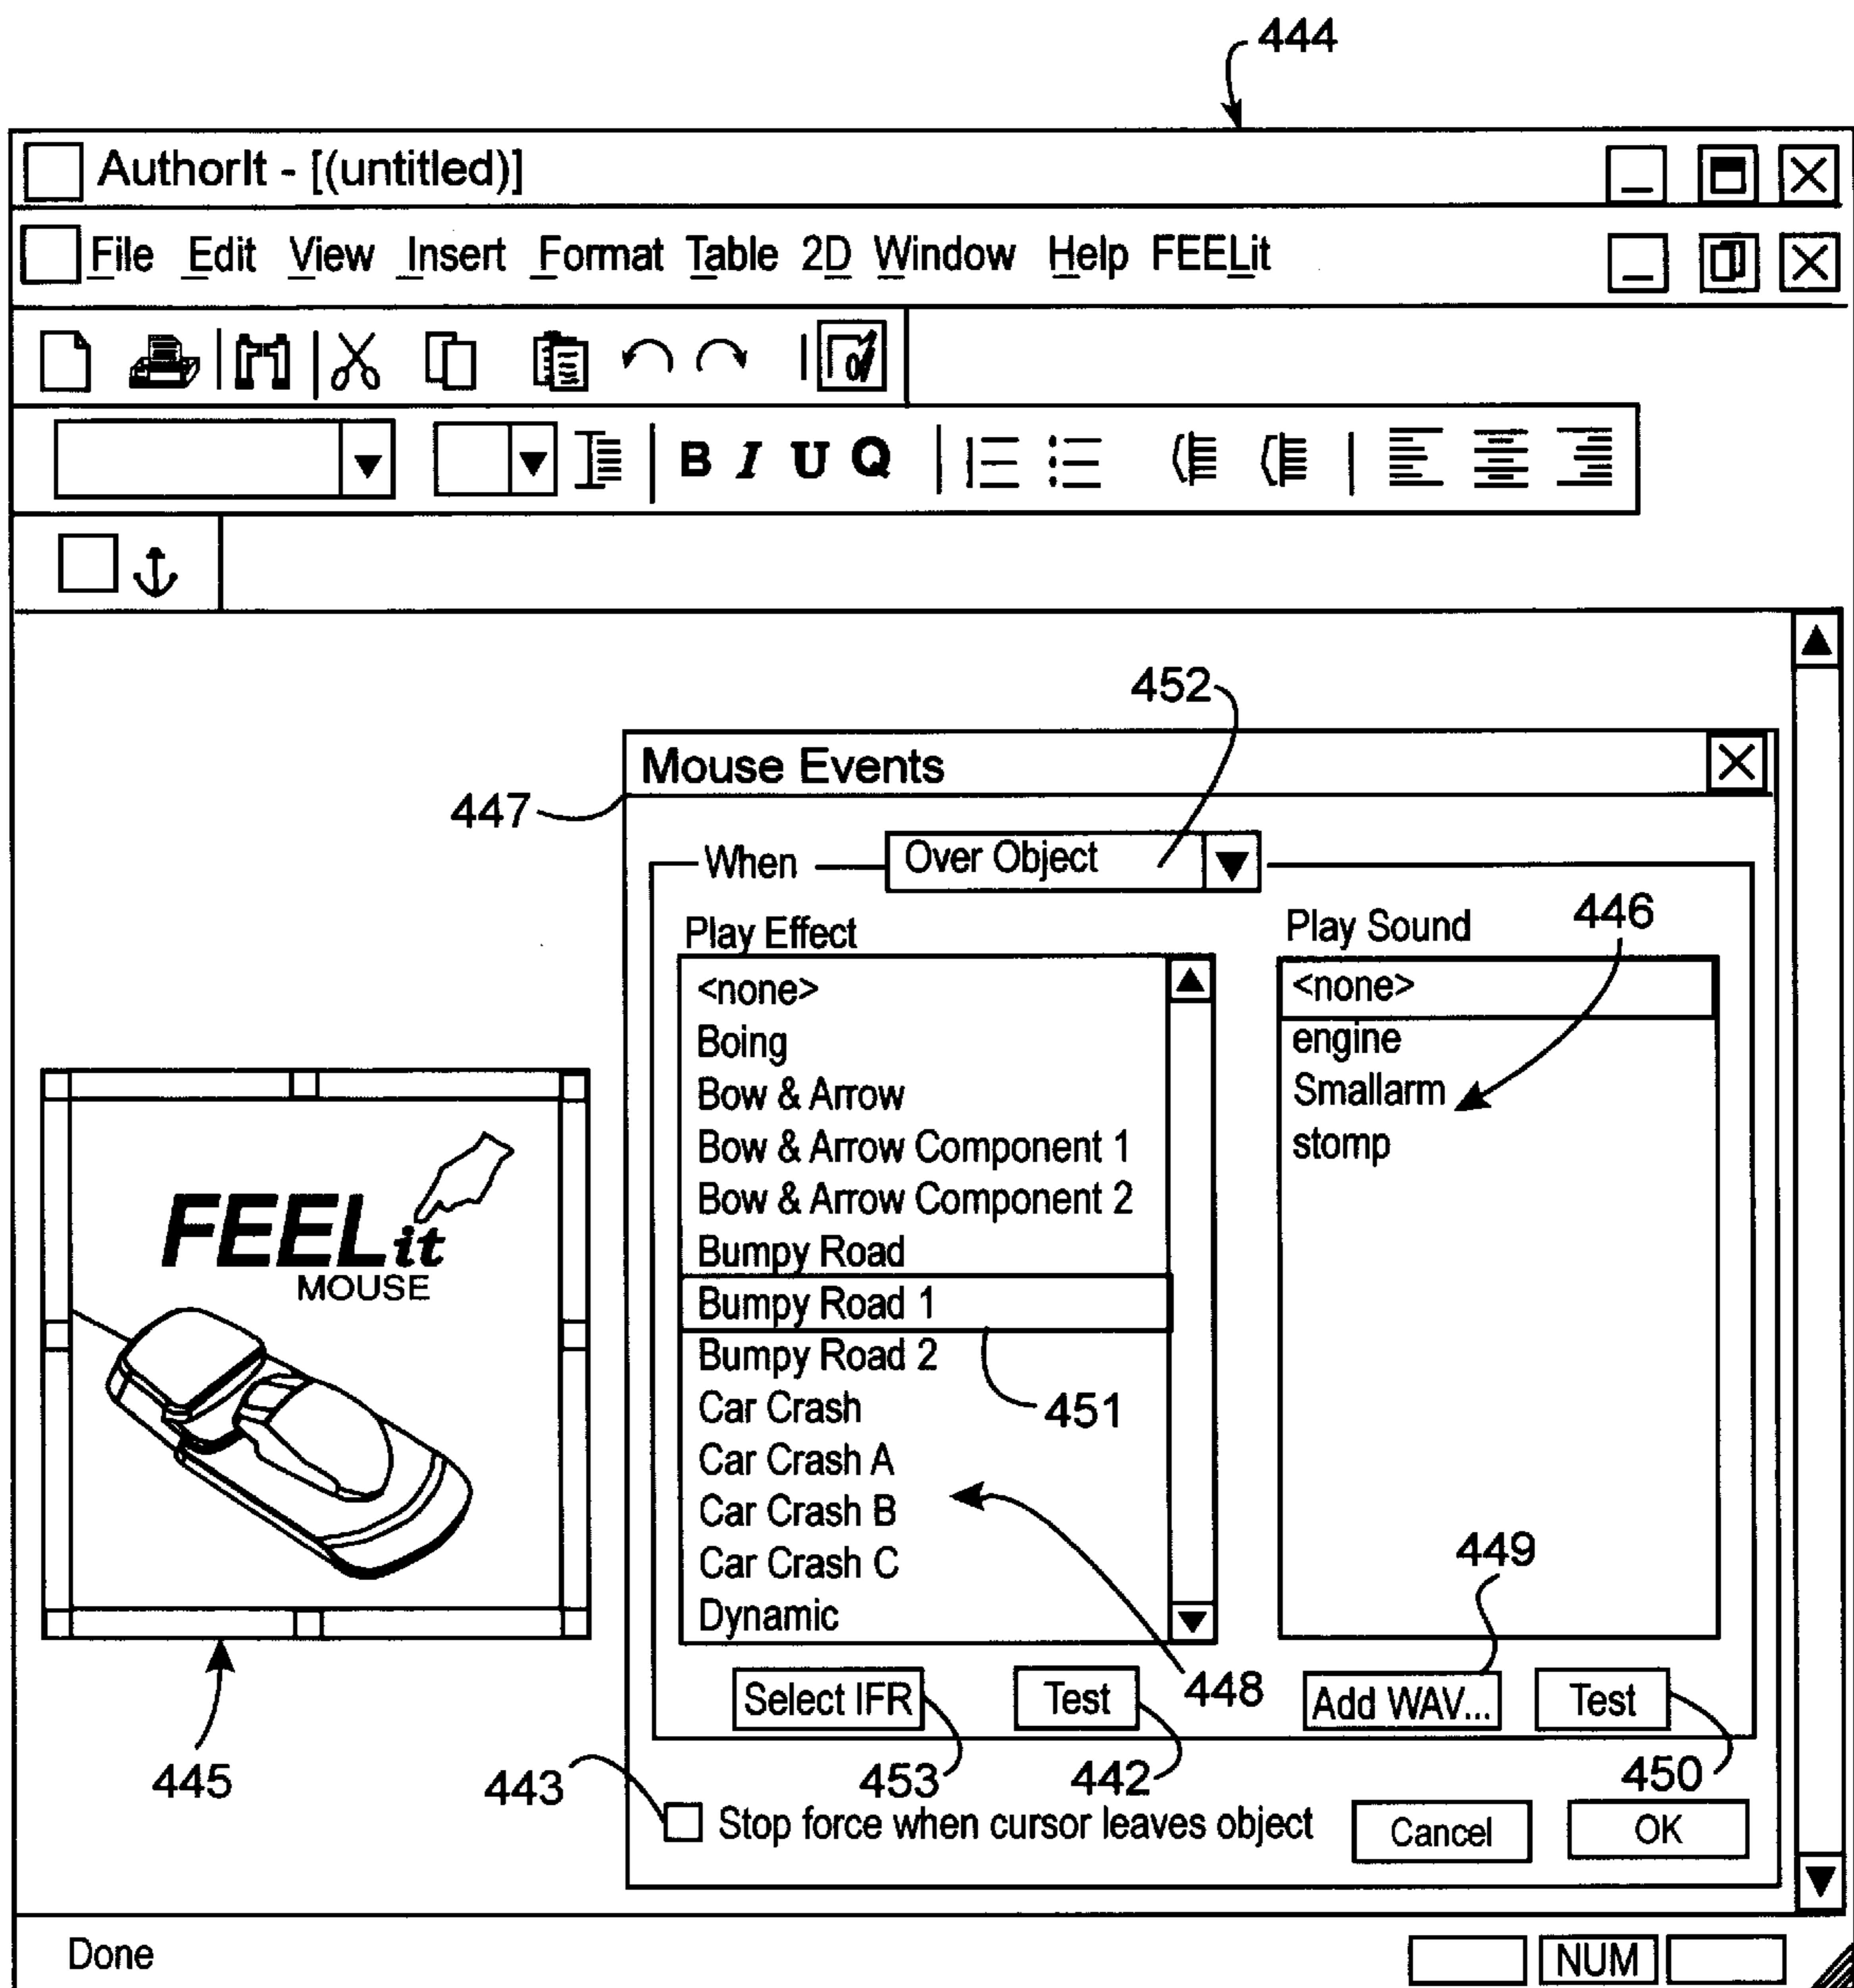 444
AuthorIt - [(untitled)]
File Edit View Insert Format Table 2D Window Help FEELit
B I U Q
452
Mouse Events
447
When Over Object
Play Effect
Play Sound
446
<none>
Boing
Bow & Arrow
Bow & Arrow Component 1
Bow & Arrow Component 2
Bumpy Road
Bumpy Road 1
Bumpy Road 2
Car Crash
Car Crash A
Car Crash B
Car Crash C
Dynamic
451
<none>
engine
Smallarm
stomp
FEELit
MOUSE
449
448
Select IFR
Test
Add WAV...
Test
445
443
453
442
450
Stop force when cursor leaves object
Cancel
OK
Done
NUM